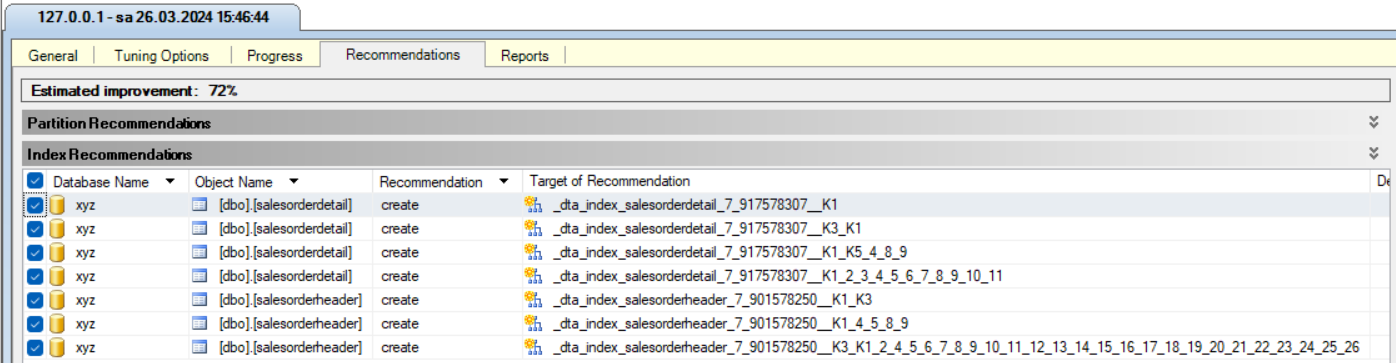 127.0.0.1 - sa 26.03.2024 15:46:44
General Tuning Options Progress Recommendations Reports
Estimated improvement: 72%
Partition Recommendations
Index Recommendations
Database Name Object Name Recommendation Target of Recommendation De
xyz [dbo].[salesorderdetail] create _dta_index_salesorderdetail_7_917578307__K1
xyz [dbo].[salesorderdetail] create _dta_index_salesorderdetail_7_917578307__K3_K1
xyz [dbo].[salesorderdetail] create _dta_index_salesorderdetail_7_917578307__K1_K5_4_8_9
xyz [dbo].[salesorderdetail] create _dta_index_salesorderdetail_7_917578307__K1_2_3_4_5_6_7_8_9_10_11
xyz [dbo].[salesorderheader] create _dta_index_salesorderheader_7_901578250__K1_K3
xyz [dbo].[salesorderheader] create _dta_index_salesorderheader_7_901578250__K1_4_5_8_9
xyz [dbo].[salesorderheader] create _dta_index_salesorderheader_7_901578250__K3_K1_2_4_5_6_7_8_9_10_11_12_13_14_15_16_17_18_19_20_21_22_23_24_25_26